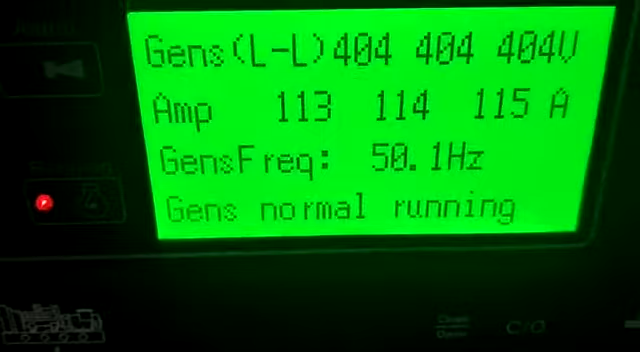 Gens(L-L)404 404 404V
Amp 113 114 115 A
GensFreq: 50.1Hz
Gens normal running
C/O